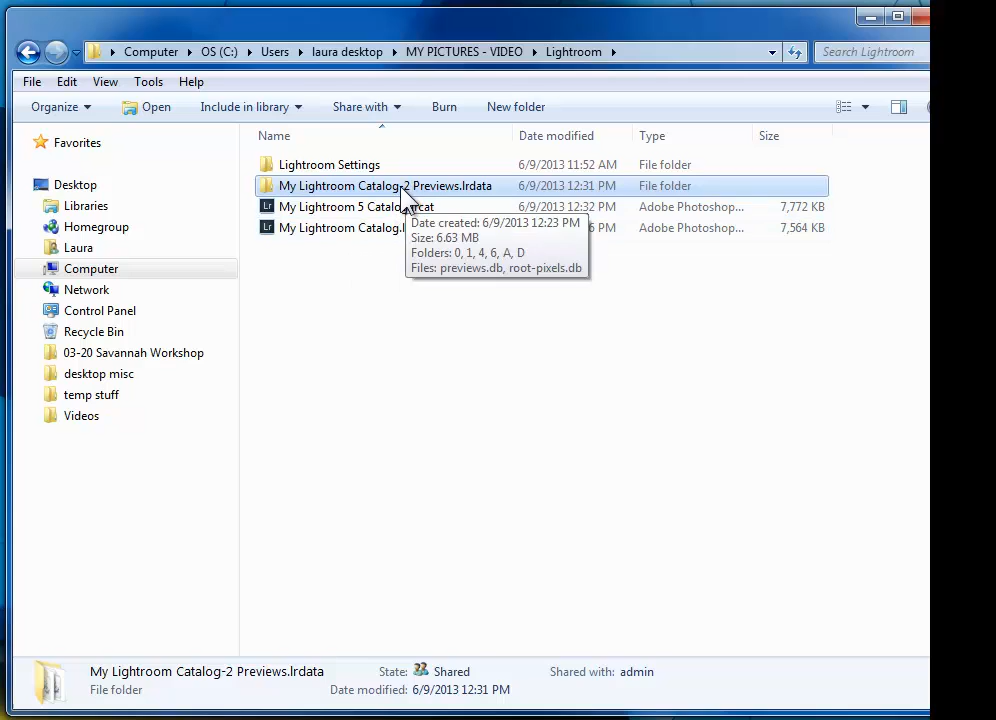 Computer OS (C:) Users laura desktop MY PICTURES - VIDEO Lightroom Search Lightroom
File Edit View Tools Help
Organize Open Include in library Share with Burn New folder
Name Date modified Type Size
Favorites
Desktop
Libraries
Homegroup
Laura
Computer
Network
Control Panel
Recycle Bin
03-20 Savannah Workshop
desktop misc
temp stuff
Videos
Lightroom Settings 6/9/2013 11:52 AM File folder
My Lightroom Catalog-2 Previews.lrdata 6/9/2013 12:31 PM File folder
Lr My Lightroom 5 Catalo rcat 6/9/2013 12:32 PM Adobe Photoshop... 7,772 KB
Lr My Lightroom Catalog.l 6 PM Adobe Photoshop... 7,564 KB
Date created: 6/9/2013 12:23 PM
Size: 6.63 MB
Folders: 0, 1, 4, 6, A, D
Files: previews.db, root-pixels.db
My Lightroom Catalog-2 Previews.lrdata State: Shared Shared with: admin
File folder Date modified: 6/9/2013 12:31 PM